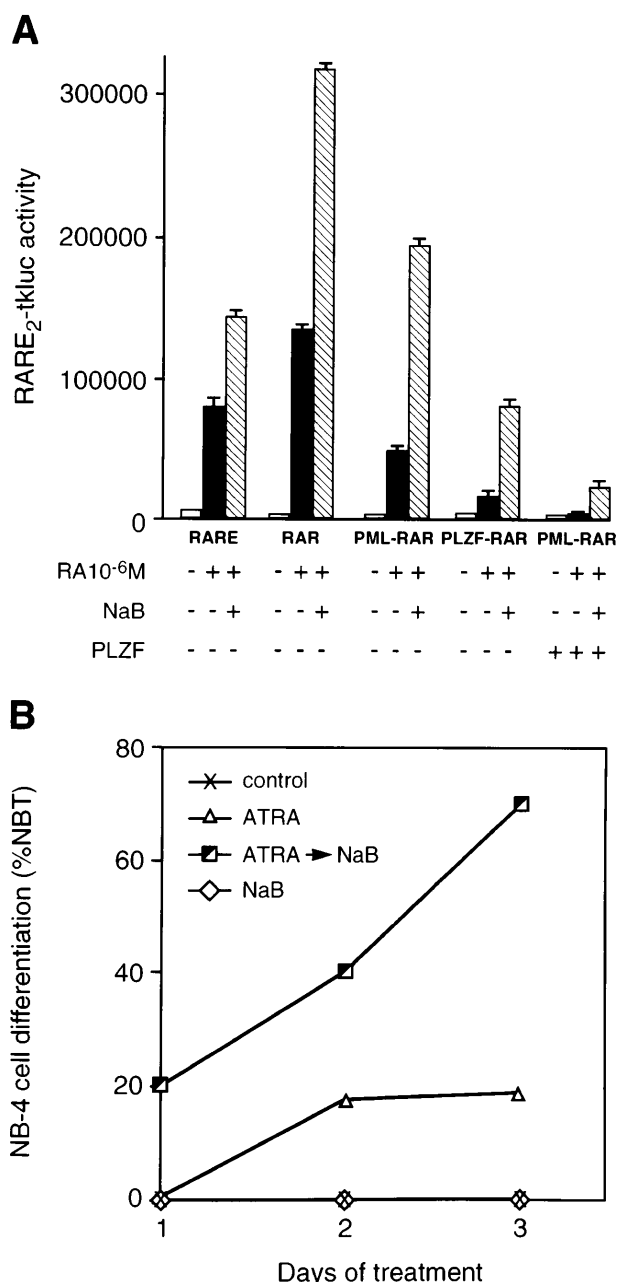 A
RARE2-tkluc activity
300000
200000
100000
0
RARE RAR PML-RAR PLZF-RAR PML-RAR
RA10-6M - + + - + + - + + - + + - + +
NaB - - + - - + - - + - - + - - +
PLZF - - - - - - - - - - - - + + +
B
NB-4 cell differentiation (%NBT)
80
60
40
20
0
control
ATRA
ATRA ► NaB
NaB
1 2 3
Days of treatment